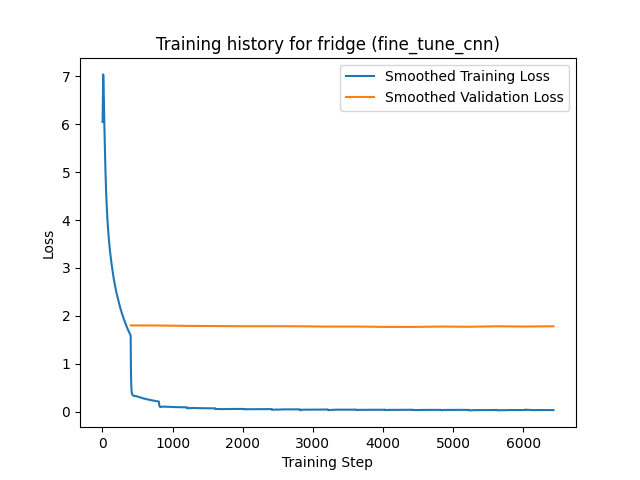 Training history for fridge (fine_tune_cnn)
Smoothed Training Loss
Smoothed Validation Loss
7
6
5
4
3
2
1
0
Loss
0 1000 2000 3000 4000 5000 6000
Training Step